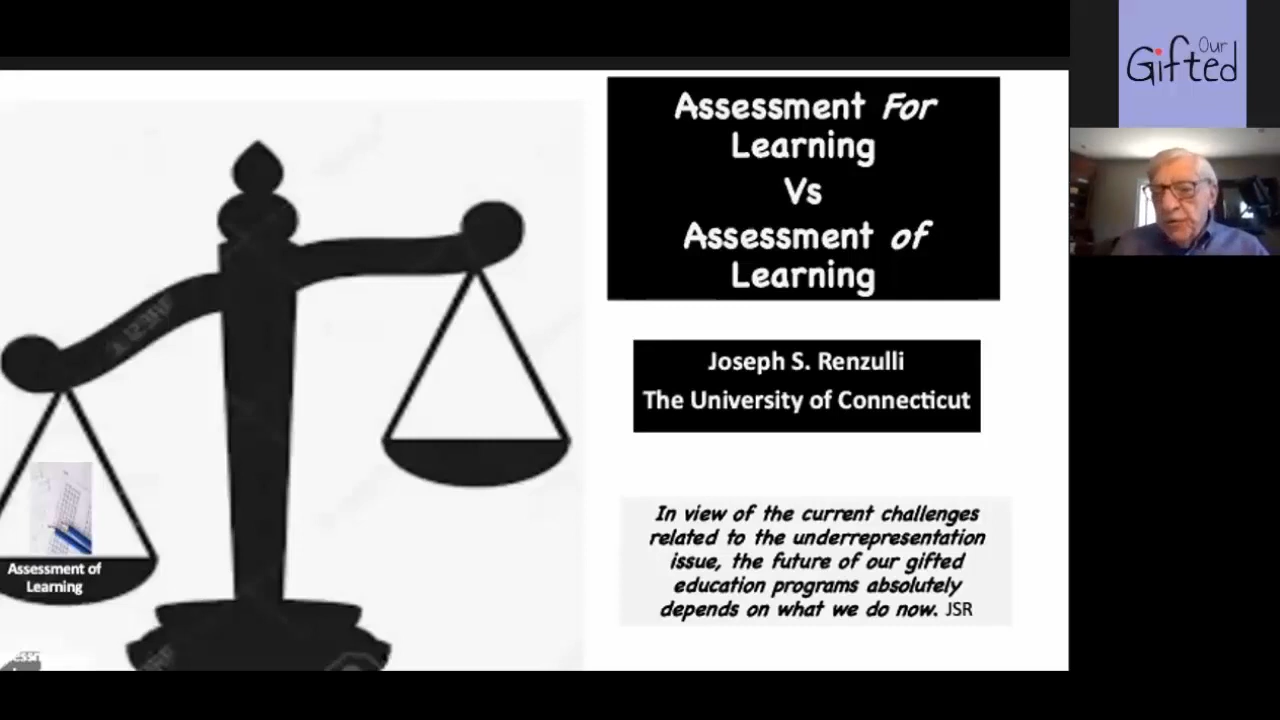 Assessment For
Learning
Vs
Assessment of
Learning
Joseph S. Renzulli
The University of Connecticut
In view of the current challenges
related to the underrepresentation
issue, the future of our gifted
education programs absolutely
depends on what we do now. JSR
Assessment of
Learning
Our
Gifted